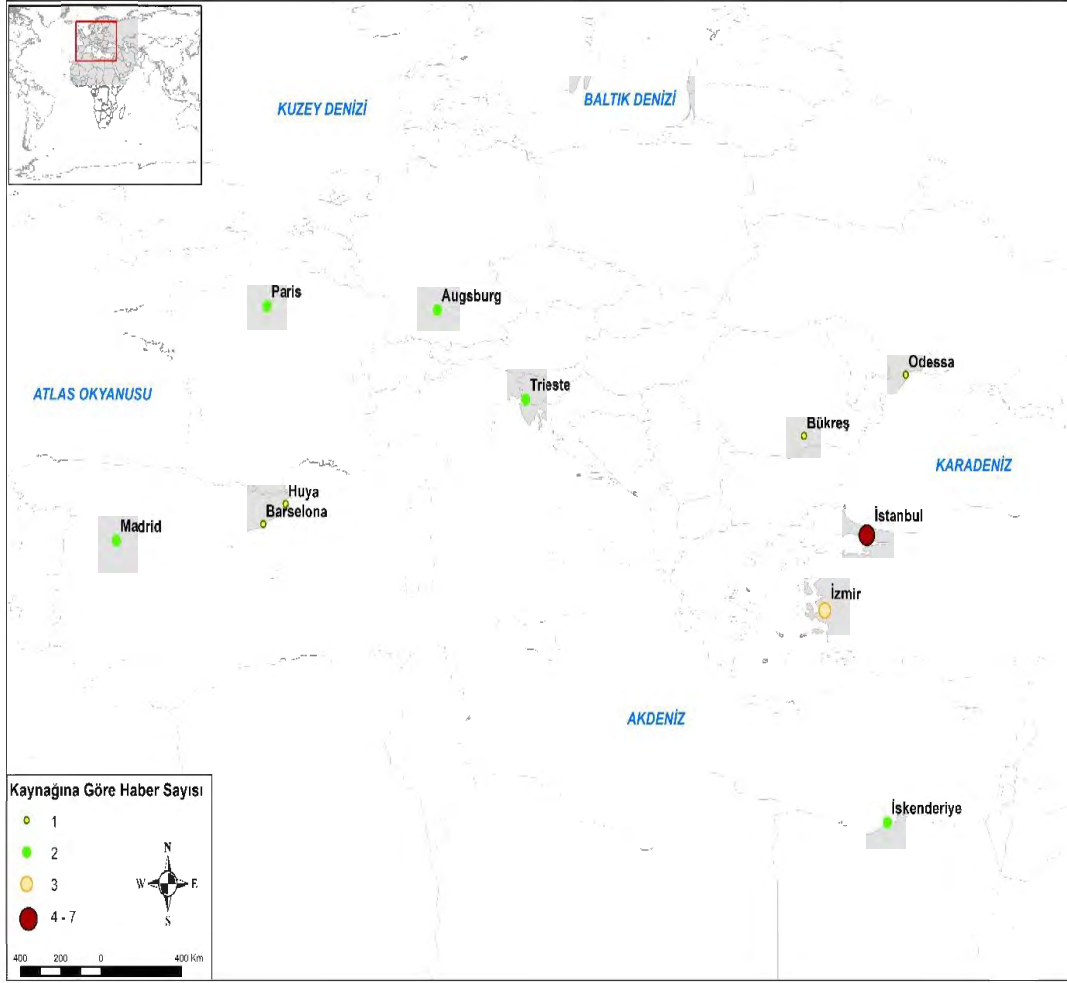 KUZEY DENİZİ
BALTIK DENİZİ
Paris
Augsburg
Odessa
Trieste
ATLAS OKYANUSU
Bükreş
KARADENİZ
Huya
Barselona
İstanbul
Madrid
İzmir
AKDENİZ
İskenderiye
Kaynağına Göre Haber Sayısı
1
2
3
4 - 7
N
W E
S
400 200 0 400 Km